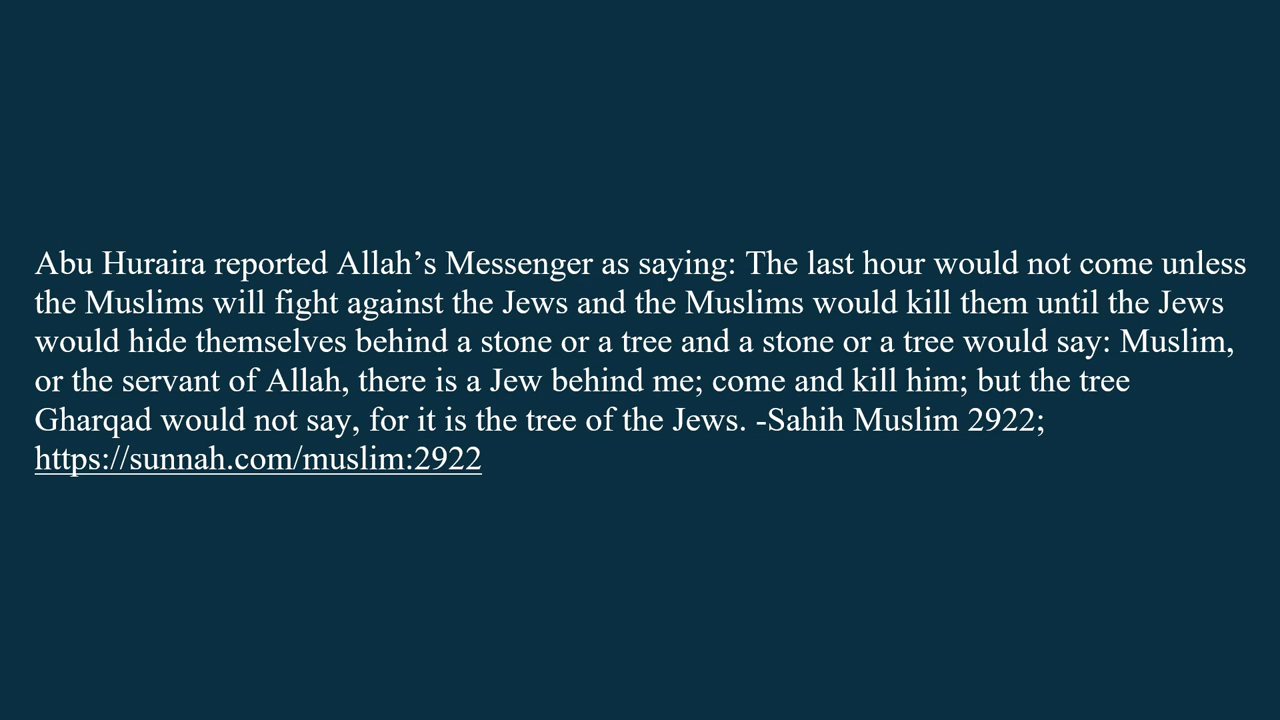 Abu Huraira reported Allah’s Messenger as saying: The last hour would not come unless
the Muslims will fight against the Jews and the Muslims would kill them until the Jews
would hide themselves behind a stone or a tree and a stone or a tree would say: Muslim,
or the servant of Allah, there is a Jew behind me; come and kill him; but the tree
Gharqad would not say, for it is the tree of the Jews. -Sahih Muslim 2922;
https://sunnah.com/muslim:2922